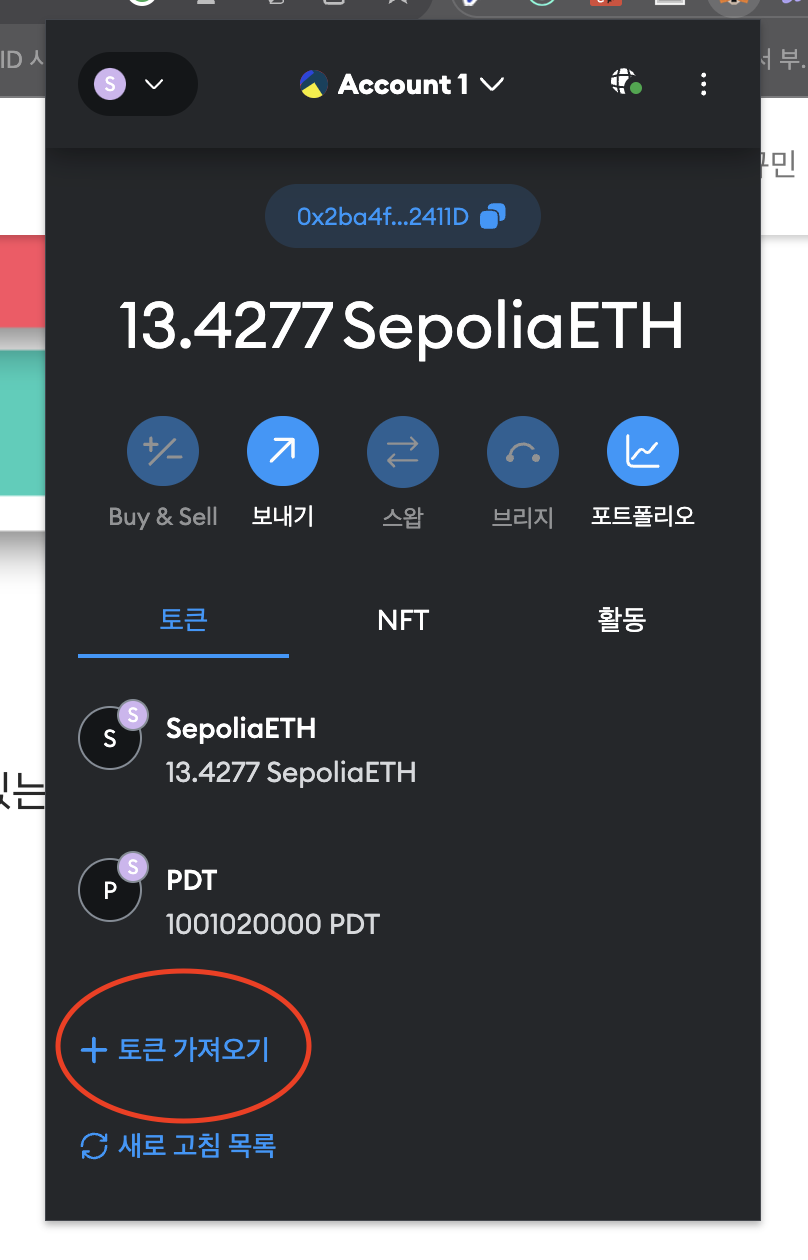 ID
S
Account 1
부.
구민
0x2ba4f...2411D
13.4277 SepoliaETH
Buy & Sell
보내기
스왑
브리지
포트폴리오
토큰
NFT
활동
S
S
SepoliaETH
13.4277 SepoliaETH
있는
S
P
PDT
1001020000 PDT
토큰 가져오기
새로 고침 목록